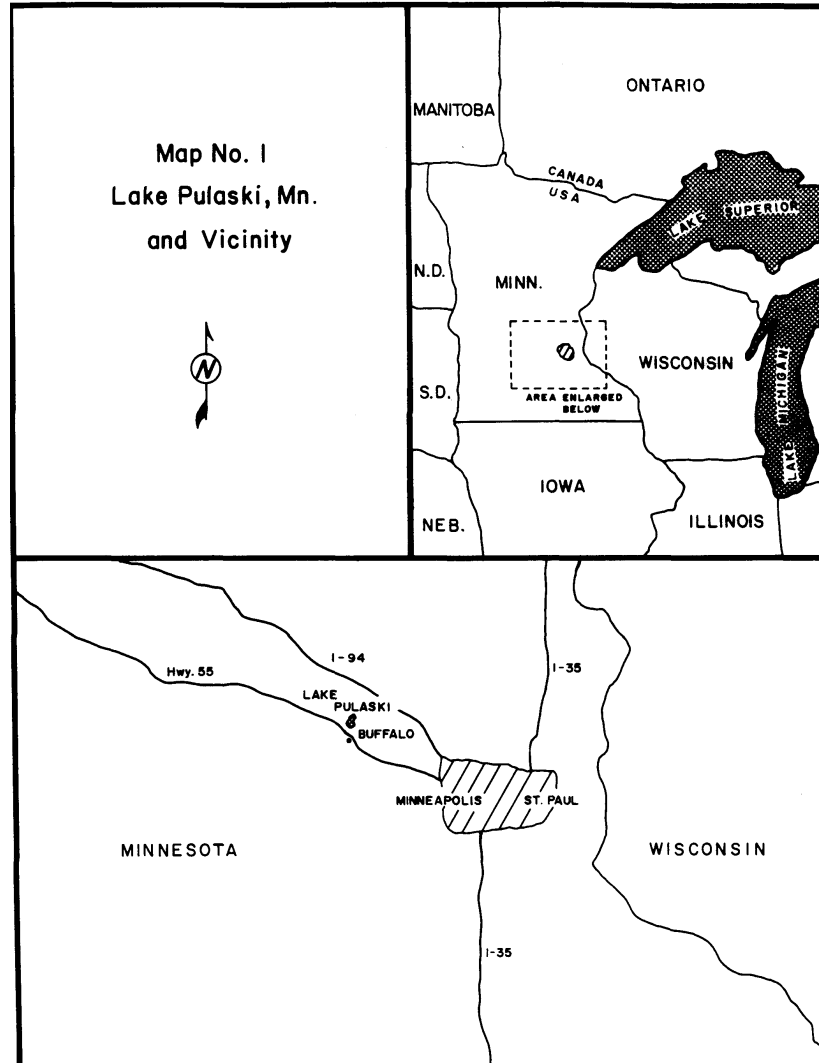 Map No. 1
Lake Pulaski, Mn.
and Vicinity
N
ONTARIO
MANITOBA
CANADA
USA
LAKE SUPERIOR
N.D.
MINN.
WISCONSIN
S.D.
AREA ENLARGED
BELOW
LAKE MICHIGAN
IOWA
NEB.
ILLINOIS
I-94
I-35
Hwy. 55
LAKE
PULASKI
BUFFALO
MINNEAPOLIS
ST. PAUL
MINNESOTA
WISCONSIN
I-35